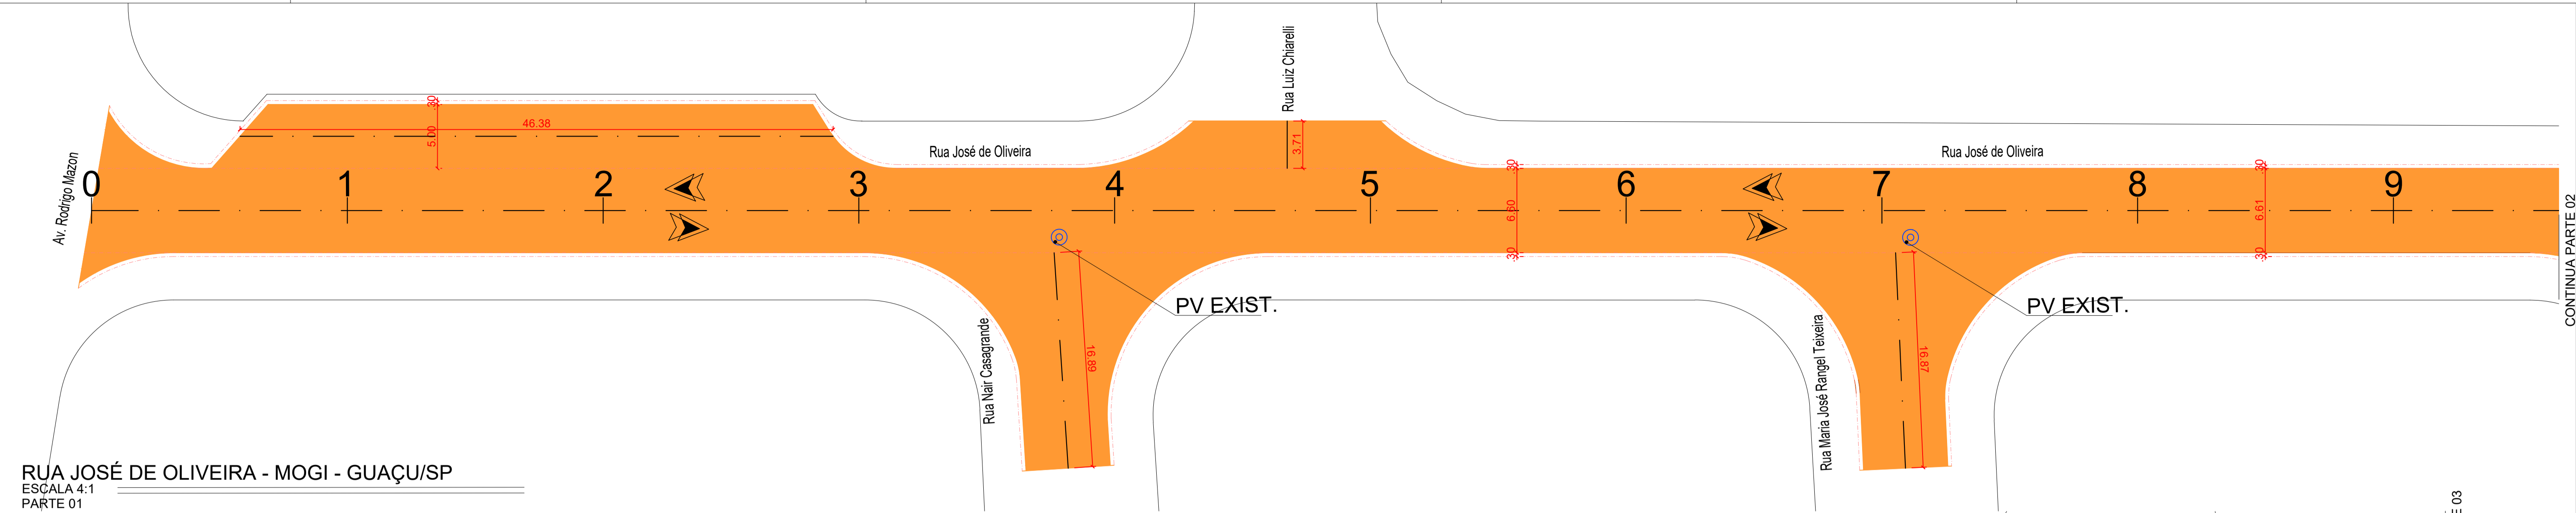 Av. Rodrigo Mazon
0
1
2
3
4
5
6
7
8
9
.30
5.00
46.38
Rua José de Oliveira
Rua Luiz Chiarelli
3.71
.30
6.60
.30
Rua José de Oliveira
.30
6.61
.30
CONTINUA PARTE 02
PV EXIST.
16.89
Rua Nair Casagrande
PV EXIST.
16.87
Rua Maria José Rangel Teixeira
RUA JOSÉ DE OLIVEIRA - MOGI - GUAÇU/SP
ESCALA 4:1
PARTE 01
E 03